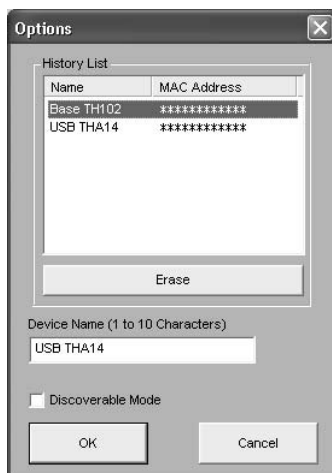 Options
History List
Name MAC Address
Base TH102 ************
USB THA14 ************
Erase
Device Name (1 to 10 Characters)
USB THA14
Discoverable Mode
OK Cancel